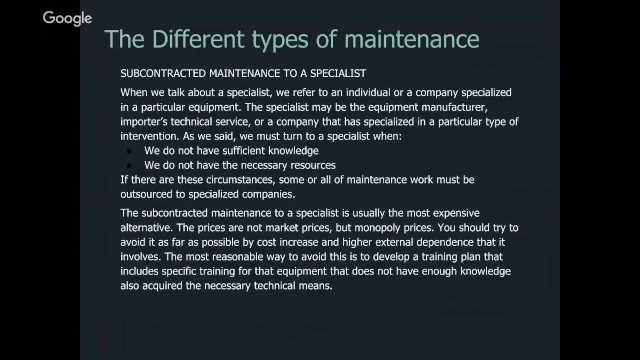 Google
The Different types of maintenance
SUBCONTRACTED MAINTENANCE TO A SPECIALIST
When we talk about a specialist, we refer to an individual or a company specialized
in a particular equipment. The specialist may be the equipment manufacturer,
importer's technical service, or a company that has specialized in a particular type of
intervention. As we said, we must turn to a specialist when:
• We do not have sufficient knowledge
• We do not have the necessary resources
If there are these circumstances, some or all of maintenance work must be
outsourced to specialized companies.
The subcontracted maintenance to a specialist is usually the most expensive
alternative. The prices are not market prices, but monopoly prices. You should try to
avoid it as far as possible by cost increase and higher external dependence that it
involves. The most reasonable way to avoid this is to develop a training plan that
includes specific training for that equipment that does not have enough knowledge
also acquired the necessary technical means.